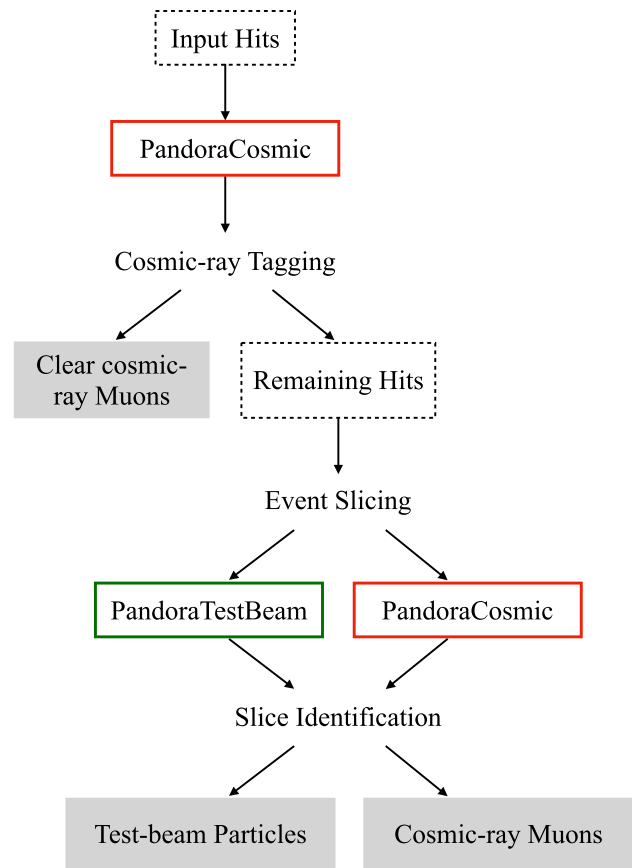 Input Hits
PandoraCosmic
Cosmic-ray Tagging
Clear cosmic-
ray Muons
Remaining Hits
Event Slicing
PandoraTestBeam
PandoraCosmic
Slice Identification
Test-beam Particles
Cosmic-ray Muons